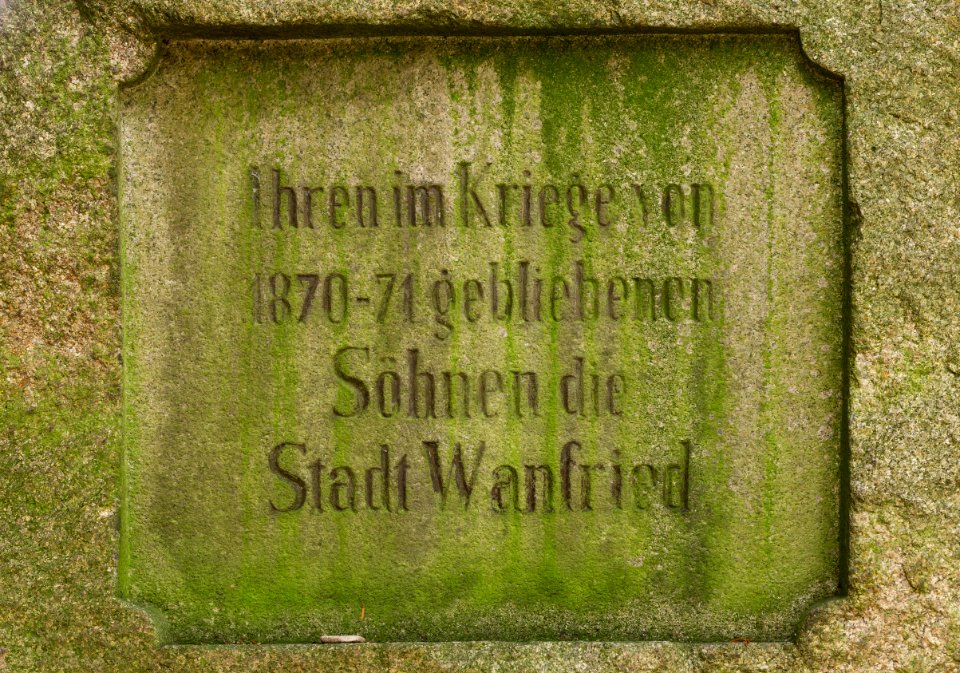 Ihren im Kriege von
1870-71 gebliebenen
Söhnen die
Stadt Wanfried